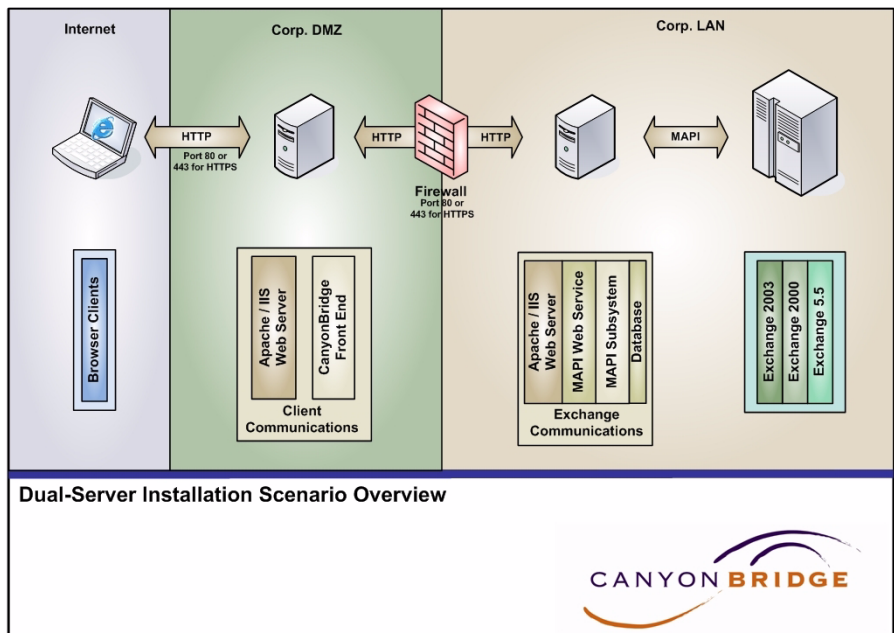 Internet
Corp. DMZ
Corp. LAN
HTTP
Port 80 or
443 for HTTPS
HTTP
HTTP
Firewall
Port 80 or
443 for HTTPS
MAPI
Browser Clients
Apache / IIS
Web Server
CanyonBridge
Front End
Client
Communications
Apache / IIS
Web Server
MAPI Web Service
MAPI Subsystem
Database
Exchange
Communications
Exchange 2003
Exchange 2000
Exchange 5.5
Dual-Server Installation Scenario Overview
CANYON BRIDGE